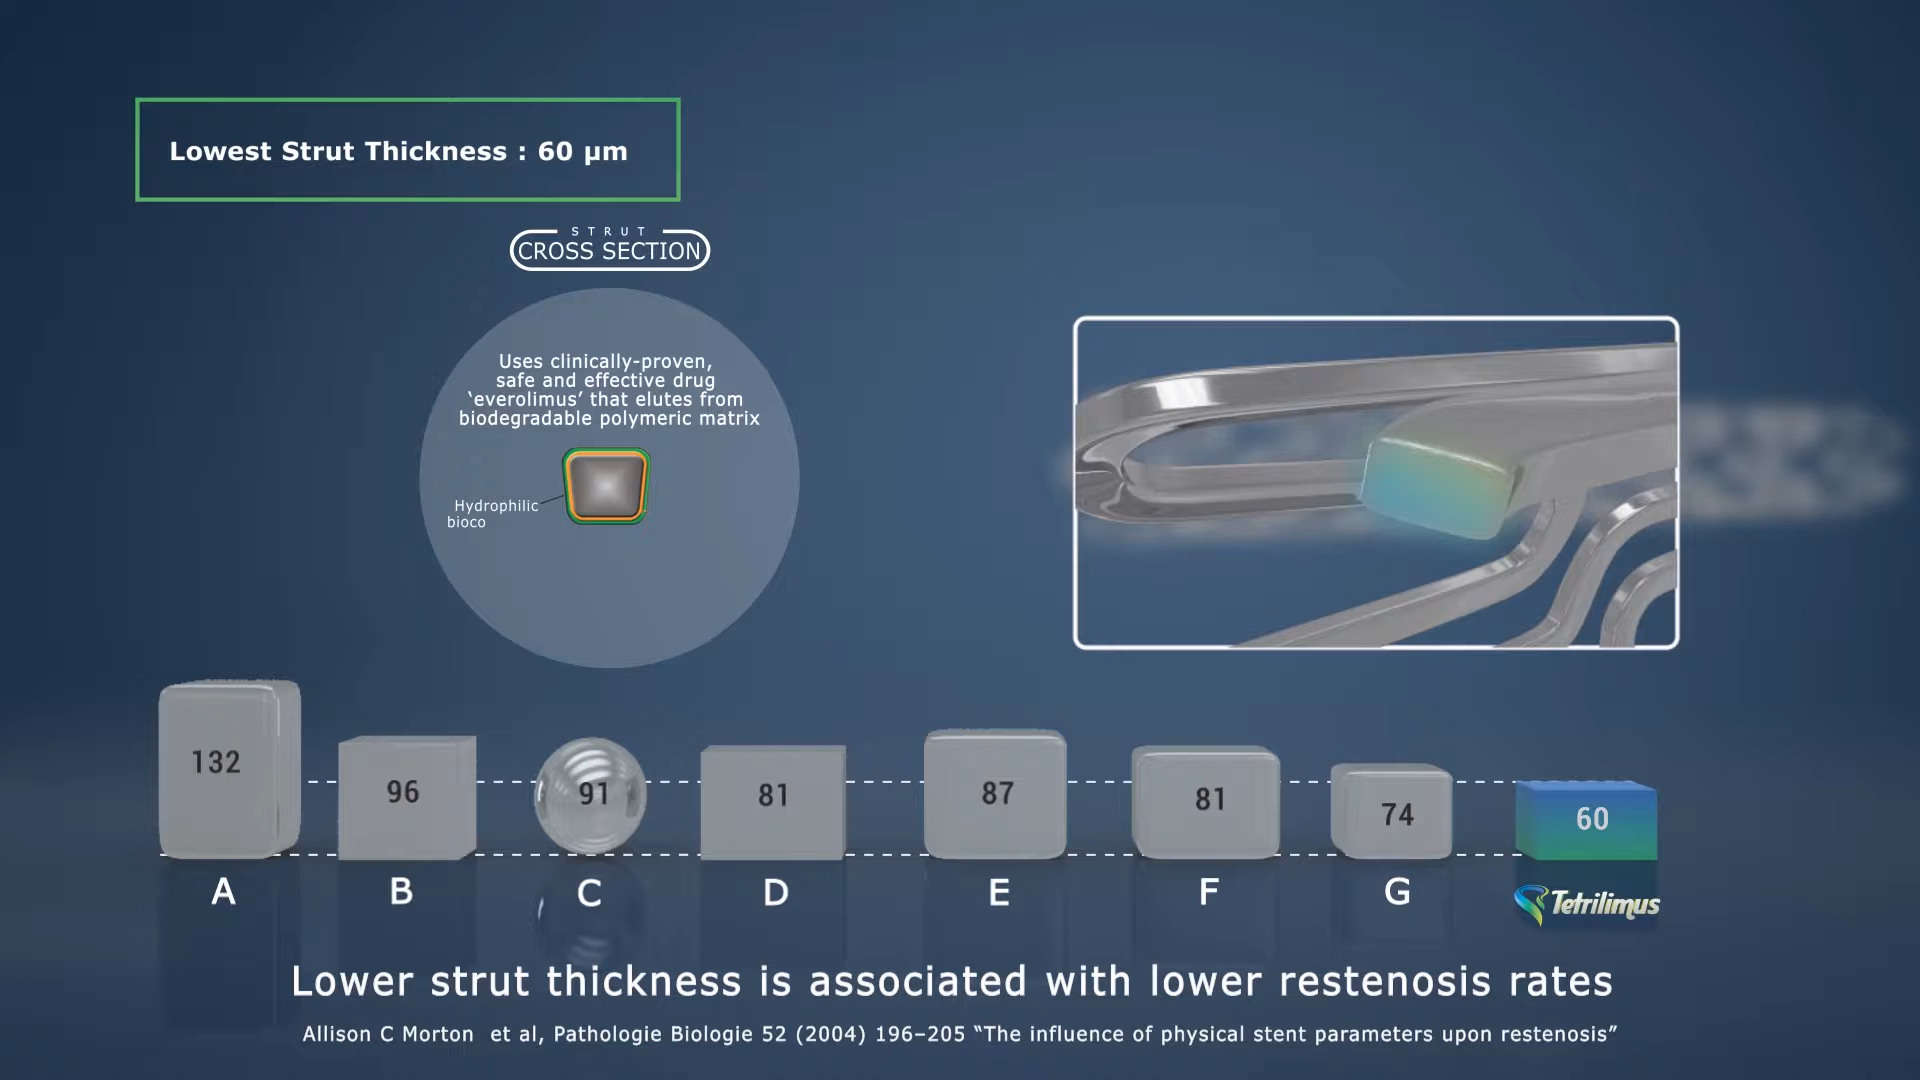 Lowest Strut Thickness : 60 µm
STRUT
CROSS SECTION
Uses clinically-proven,
safe and effective drug
‘everolimus’ that elutes from
biodegradable polymeric matrix
Hydrophilic
bioco
132
96
91
81
87
81
74
60
A
B
C
D
E
F
G
Tetrilimus
Lower strut thickness is associated with lower restenosis rates
Allison C Morton et al, Pathologie Biologie 52 (2004) 196–205 “The influence of physical stent parameters upon restenosis”